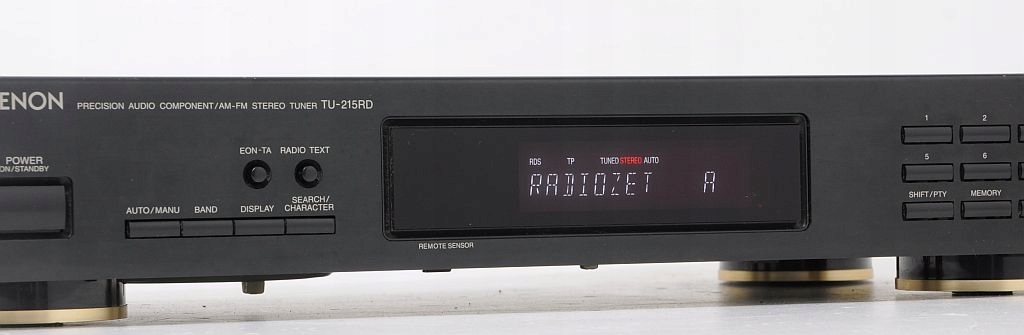 ENON PRECISION AUDIO COMPONENT/AM-FM STEREO TUNER TU-215RD
POWER
ON/STANDBY
EON-TA RADIO TEXT
AUTO/MANU BAND DISPLAY SEARCH/
CHARACTER
RDS TP TUNED STEREO AUTO
RADIOZET A
REMOTE SENSOR
1 2
5 6
SHIFT/PTY MEMORY